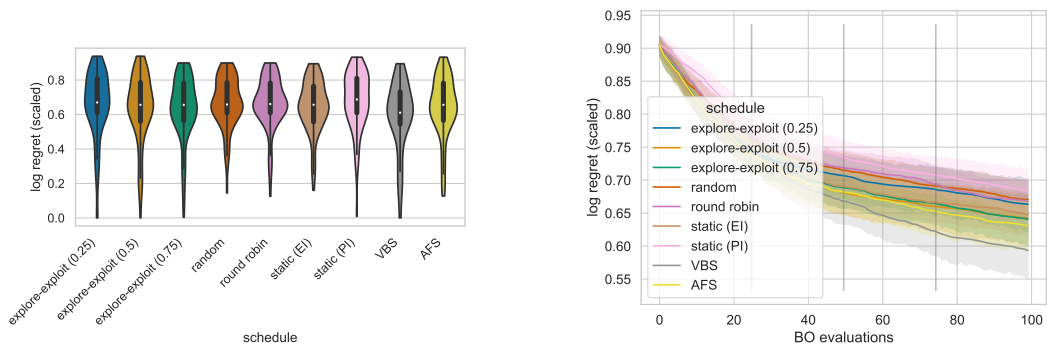 log regret (scaled)
0.8
0.6
0.4
0.2
0.0
explore-exploit (0.25)
explore-exploit (0.5)
explore-exploit (0.75)
random
round robin
static (EI)
static (PI)
VBS
AFS
schedule
log regret (scaled)
0.95
0.90
0.85
0.80
0.75
0.70
0.65
0.60
0.55
schedule
explore-exploit (0.25)
explore-exploit (0.5)
explore-exploit (0.75)
random
round robin
static (EI)
static (PI)
VBS
AFS
0
20
40
60
80
100
BO evaluations